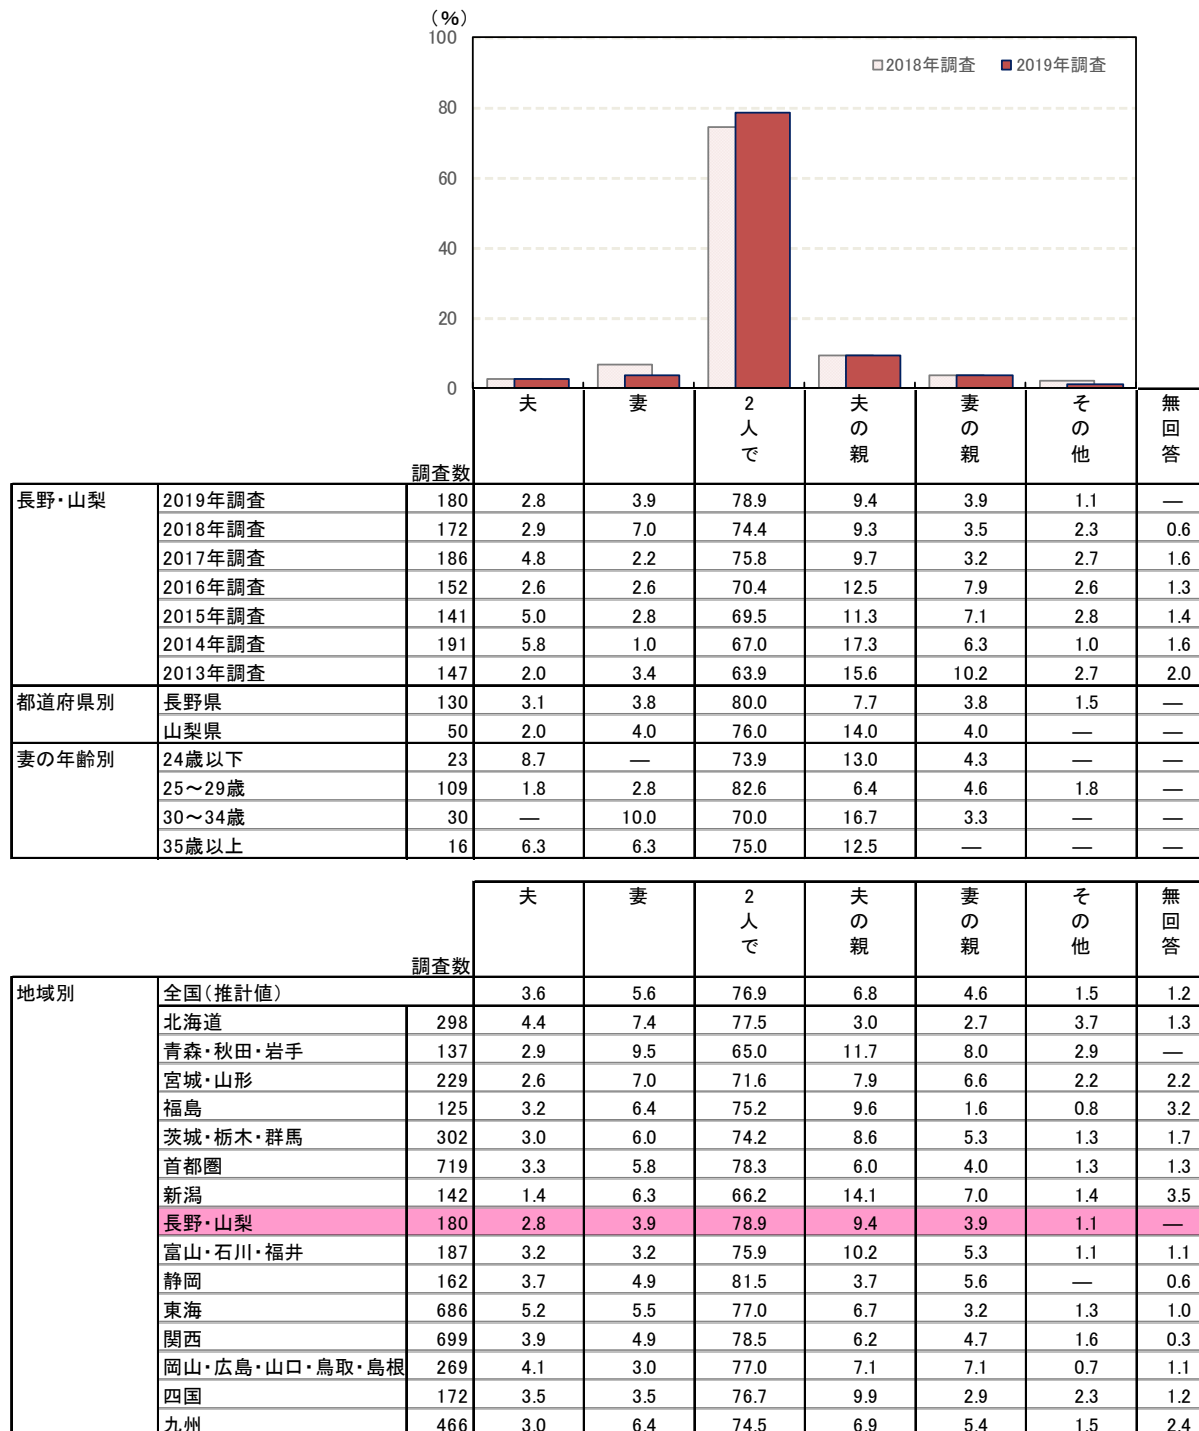 (%)
100
80
60
40
20
0
□2018年調査 ■2019年調査
調査数 夫 妻 2人で 夫の親 妻の親 その他 無回答
長野・山梨 2019年調査 180 2.8 3.9 78.9 9.4 3.9 1.1 ―
2018年調査 172 2.9 7.0 74.4 9.3 3.5 2.3 0.6
2017年調査 186 4.8 2.2 75.8 9.7 3.2 2.7 1.6
2016年調査 152 2.6 2.6 70.4 12.5 7.9 2.6 1.3
2015年調査 141 5.0 2.8 69.5 11.3 7.1 2.8 1.4
2014年調査 191 5.8 1.0 67.0 17.3 6.3 1.0 1.6
2013年調査 147 2.0 3.4 63.9 15.6 10.2 2.7 2.0
都道府県別 長野県 130 3.1 3.8 80.0 7.7 3.8 1.5 ―
山梨県 50 2.0 4.0 76.0 14.0 4.0 ― ―
妻の年齢別 24歳以下 23 8.7 ― 73.9 13.0 4.3 ― ―
25～29歳 109 1.8 2.8 82.6 6.4 4.6 1.8 ―
30～34歳 30 ― 10.0 70.0 16.7 3.3 ― ―
35歳以上 16 6.3 6.3 75.0 12.5 ― ― ―
調査数 夫 妻 2人で 夫の親 妻の親 その他 無回答
地域別 全国(推計値) 3.6 5.6 76.9 6.8 4.6 1.5 1.2
北海道 298 4.4 7.4 77.5 3.0 2.7 3.7 1.3
青森・秋田・岩手 137 2.9 9.5 65.0 11.7 8.0 2.9 ―
宮城・山形 229 2.6 7.0 71.6 7.9 6.6 2.2 2.2
福島 125 3.2 6.4 75.2 9.6 1.6 0.8 3.2
茨城・栃木・群馬 302 3.0 6.0 74.2 8.6 5.3 1.3 1.7
首都圏 719 3.3 5.8 78.3 6.0 4.0 1.3 1.3
新潟 142 1.4 6.3 66.2 14.1 7.0 1.4 3.5
長野・山梨 180 2.8 3.9 78.9 9.4 3.9 1.1 ―
富山・石川・福井 187 3.2 3.2 75.9 10.2 5.3 1.1 1.1
静岡 162 3.7 4.9 81.5 3.7 5.6 ― 0.6
東海 686 5.2 5.5 77.0 6.7 3.2 1.3 1.0
関西 699 3.9 4.9 78.5 6.2 4.7 1.6 0.3
岡山・広島・山口・鳥取・島根 269 4.1 3.0 77.0 7.1 7.1 0.7 1.1
四国 172 3.5 3.5 76.7 9.9 2.9 2.3 1.2
九州 466 3.0 6.4 74.5 6.9 5.4 1.5 2.4